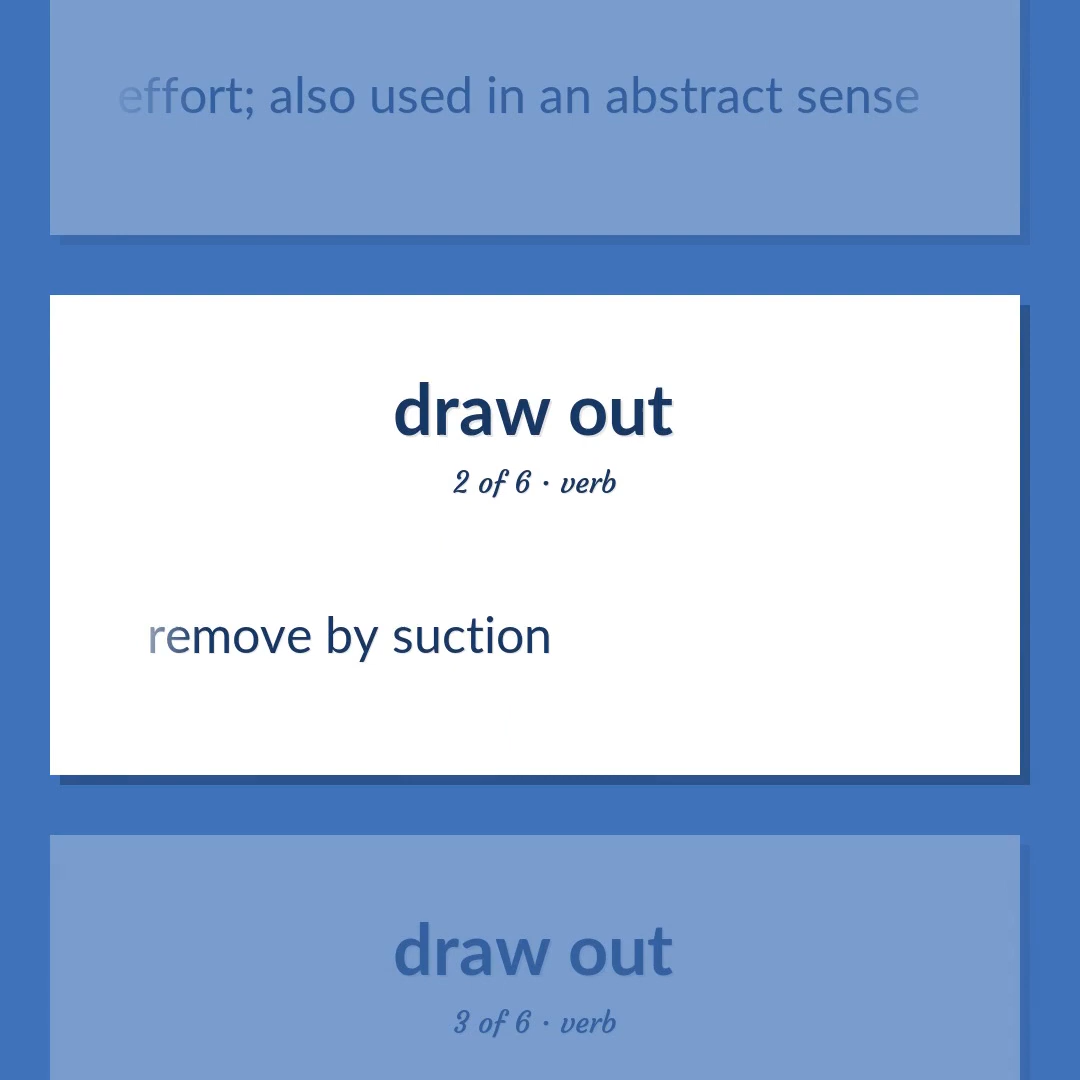 effort; also used in an abstract sense
draw out
2 of 6 · verb
remove by suction
draw out
3 of 6 · verb